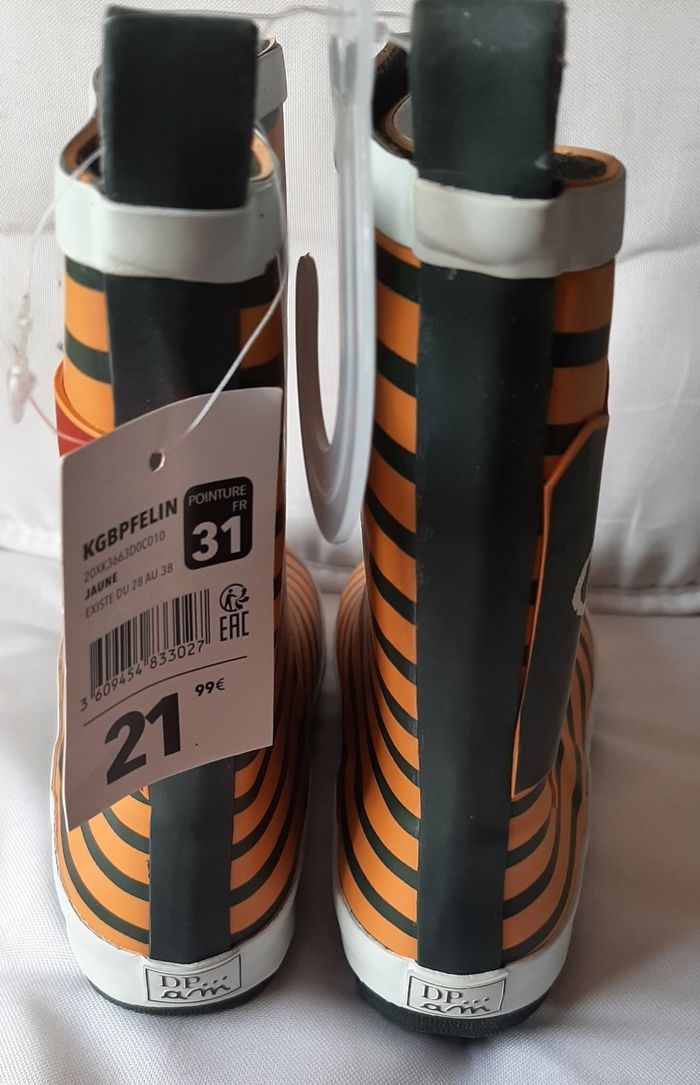 KGBPFELIN
20XK3663D0C010
JAUNE
EXISTE DU 28 AU 38
POINTURE
FR
31
EAC
3 609454 833027
21 99€
DP...
am
DP...
am